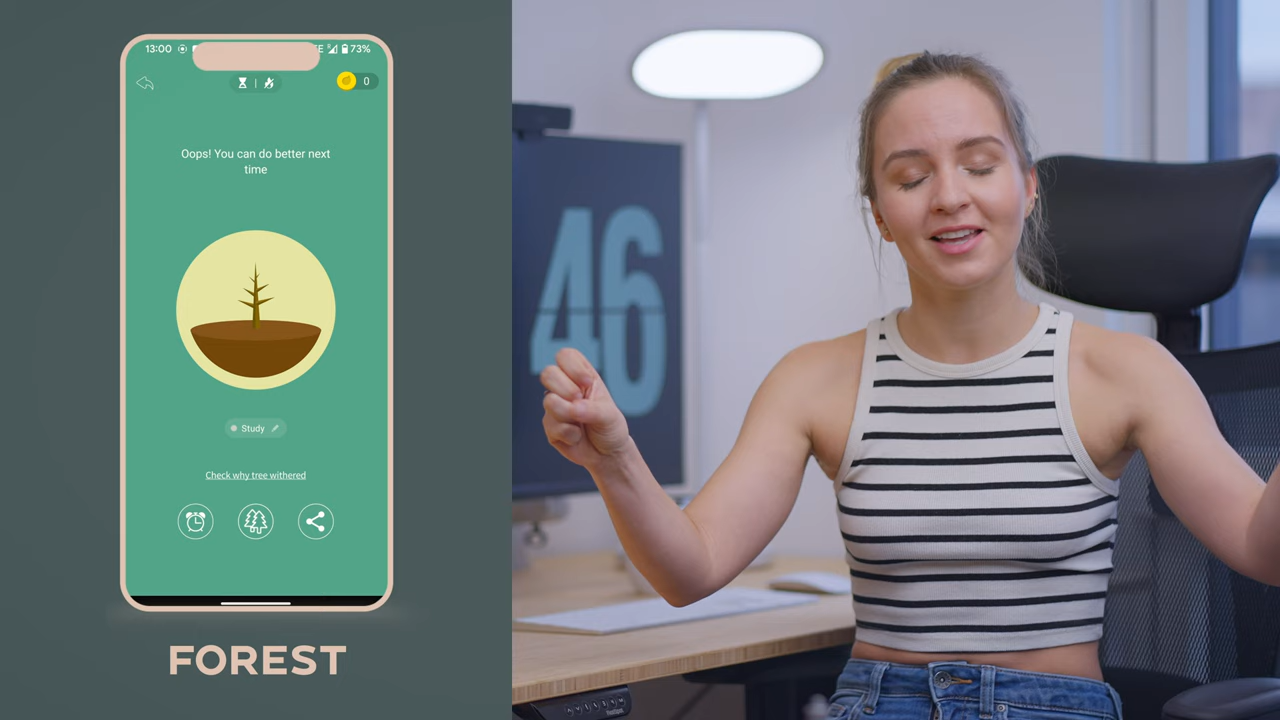 13:00
73%
0
Oops! You can do better next
time
Study
Check why tree withered
FOREST
46